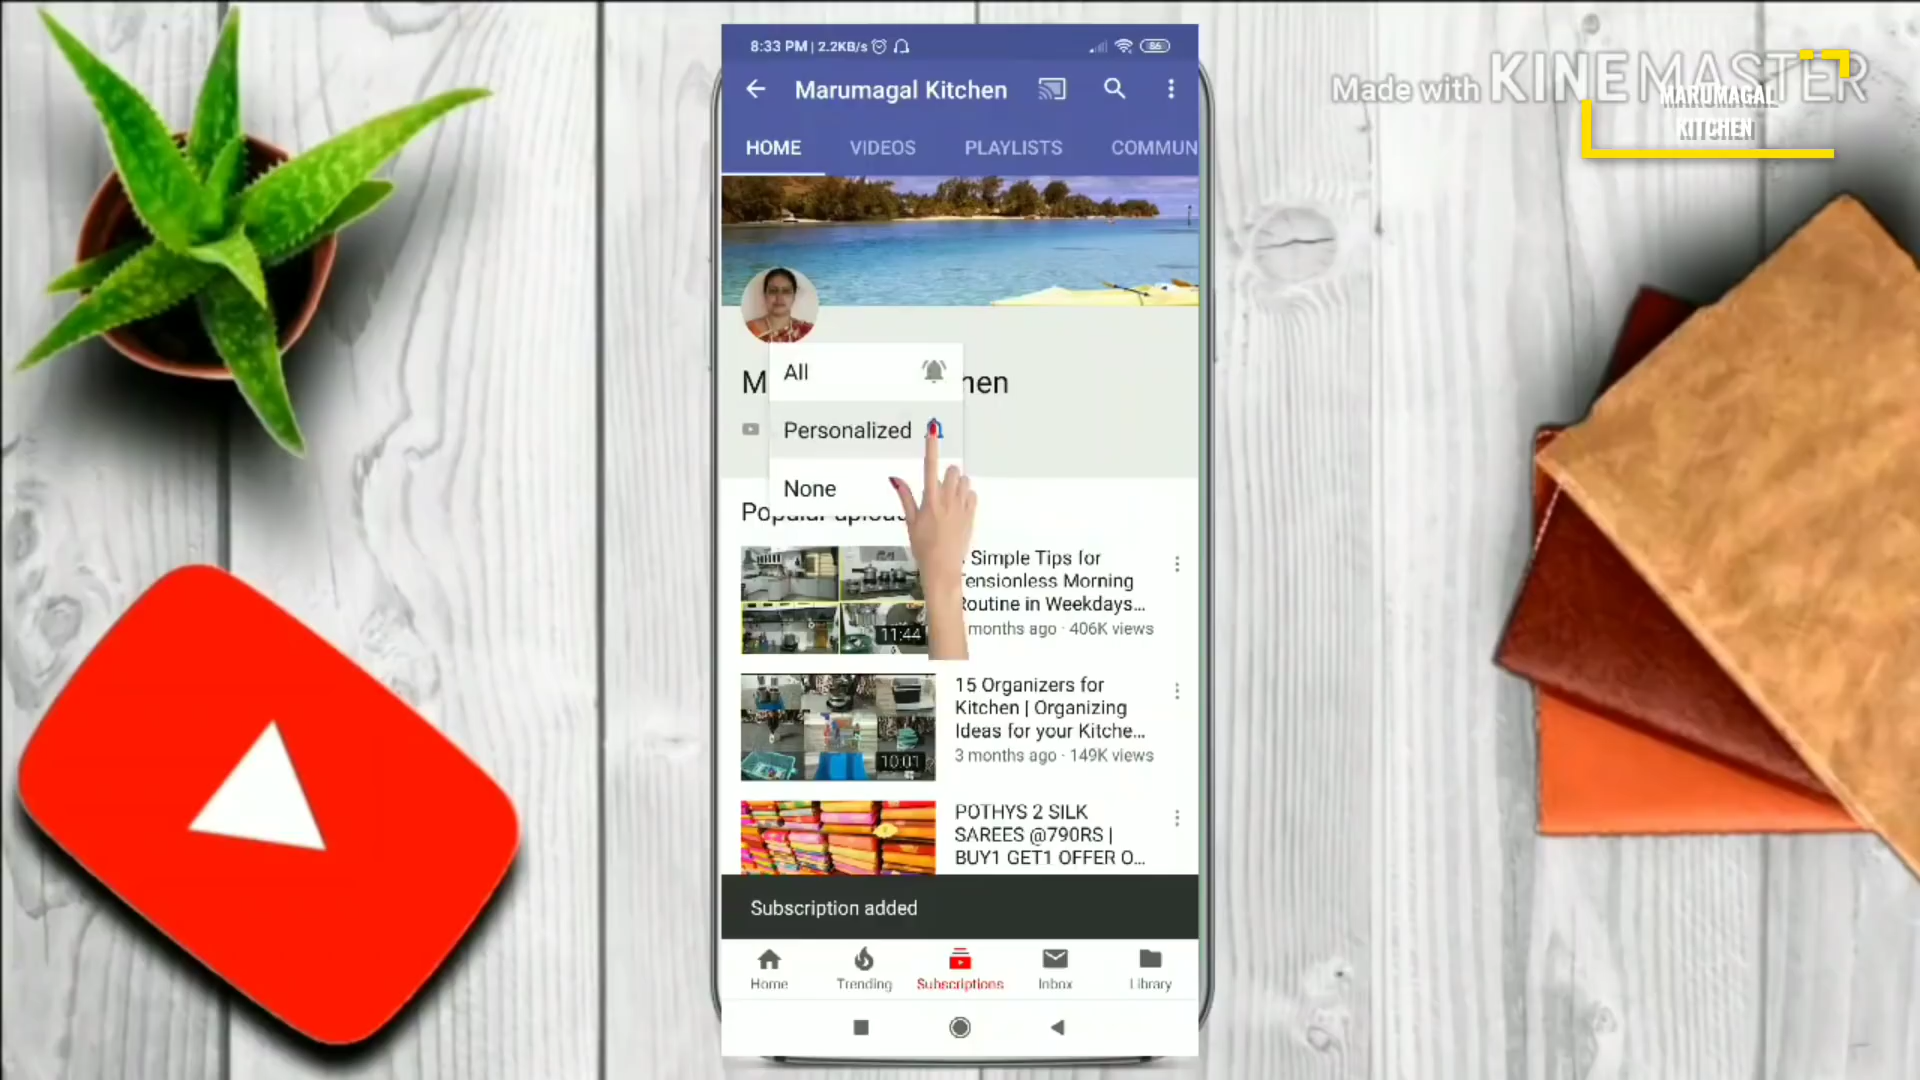 8:33 PM | 2.2KB/s
86
Marumagal Kitchen
HOME VIDEOS PLAYLISTS COMMUN
Made with KINEMASTER
MARUMAGAL
KITCHEN
All
Personalized
None
Simple Tips for
Tensionless Morning
Routine in Weekdays...
months ago · 406K views
11:44
15 Organizers for
Kitchen | Organizing
Ideas for your Kitche...
3 months ago · 149K views
10:01
POTHYS 2 SILK
SAREES @790RS |
BUY1 GET1 OFFER O...
Subscription added
Home Trending Subscriptions Inbox Library